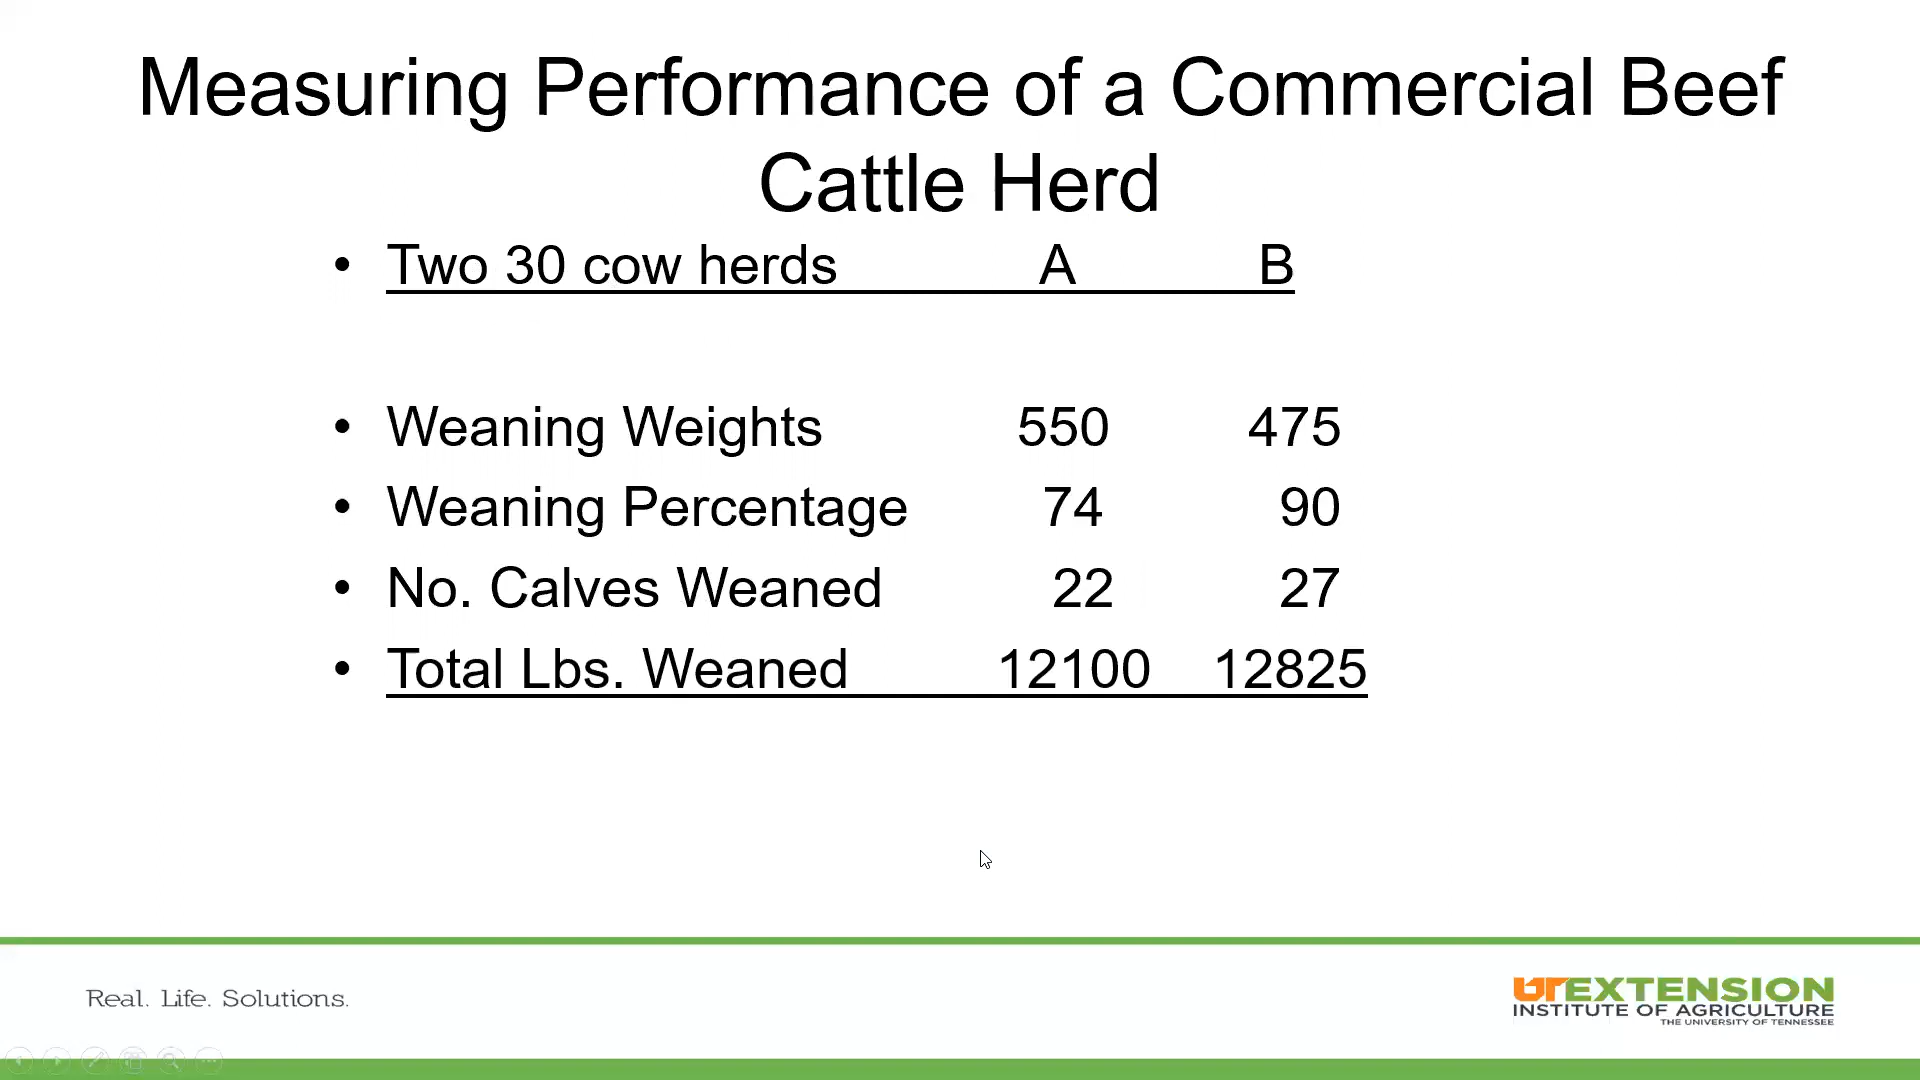 Measuring Performance of a Commercial Beef
Cattle Herd
• Two 30 cow herds A B
• Weaning Weights 550 475
• Weaning Percentage 74 90
• No. Calves Weaned 22 27
• Total Lbs. Weaned 12100 12825
Real. Life. Solutions.
UT EXTENSION
INSTITUTE OF AGRICULTURE
THE UNIVERSITY OF TENNESSEE